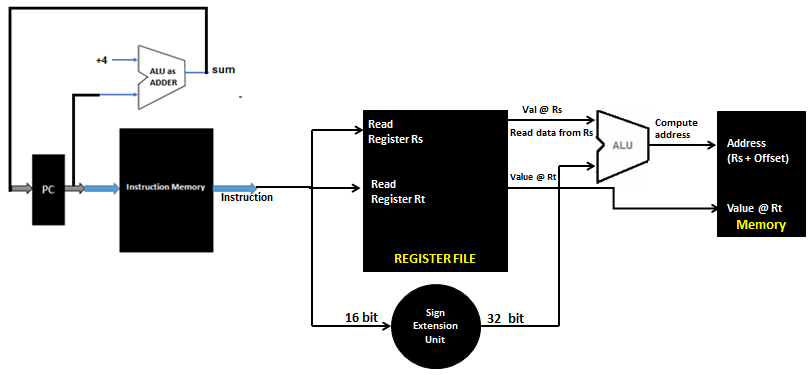 +4
ALU as
ADDER
sum
PC
Instruction Memory
Instruction
Read
Register Rs
Read
Register Rt
REGISTER FILE
Val @ Rs
Read data from Rs
Value @ Rt
ALU
Compute
address
Address
(Rs + Offset)
Value @ Rt
Memory
16 bit
Sign
Extension
Unit
32 bit